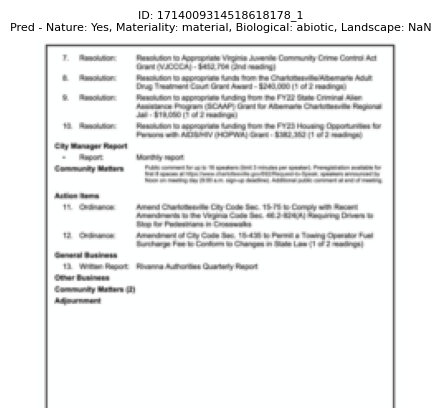 ID: 1714009314518618178_1
Pred - Nature: Yes, Materiality: material, Biological: abiotic, Landscape: NaN
7. Resolution: Resolution to Appropriate Virginia Juvenile Community Crime Control Act
Grant (VJCCCA) - $452,704 (2nd reading)
8. Resolution: Resolution to appropriate funds from the Charlottesville/Albemarle Adult
Drug Treatment Court Grant Award - $240,000 (1 of 2 readings)
9. Resolution: Resolution to appropriate funding from the FY22 State Criminal Alien
Assistance Program (SCAAP) Grant for Albemarle Charlottesville Regional
Jail - $19,050 (1 of 2 readings)
10. Resolution: Resolution to appropriate funding from the FY23 Housing Opportunities for
Persons with AIDS/HIV (HOPWA) Grant - $382,352 (1 of 2 readings)
City Manager Report
• Report: Monthly report
Community Matters Public comment for up to 16 speakers (limit 3 minutes per speaker). Preregistration available for
first 8 spaces at speakers announced by
Noon on meeting day (9:00 a.m. sign-up deadline). Additional public comment at end of meeting.
Action Items
11. Ordinance: Amend Charlottesville City Code Sec. 15-75 to Comply with Recent
Amendments to the Virginia Code Sec. 46.2-924(A) Requiring Drivers to
Stop for Pedestrians in Crosswalks
12. Ordinance: Amendment of City Code Sec. 15-435 to Permit a Towing Operator Fuel
Surcharge Fee to Conform to Changes in State Law (1 of 2 readings)
General Business
13. Written Report: Rivanna Authorities Quarterly Report
Other Business
Community Matters (2)
Adjournment